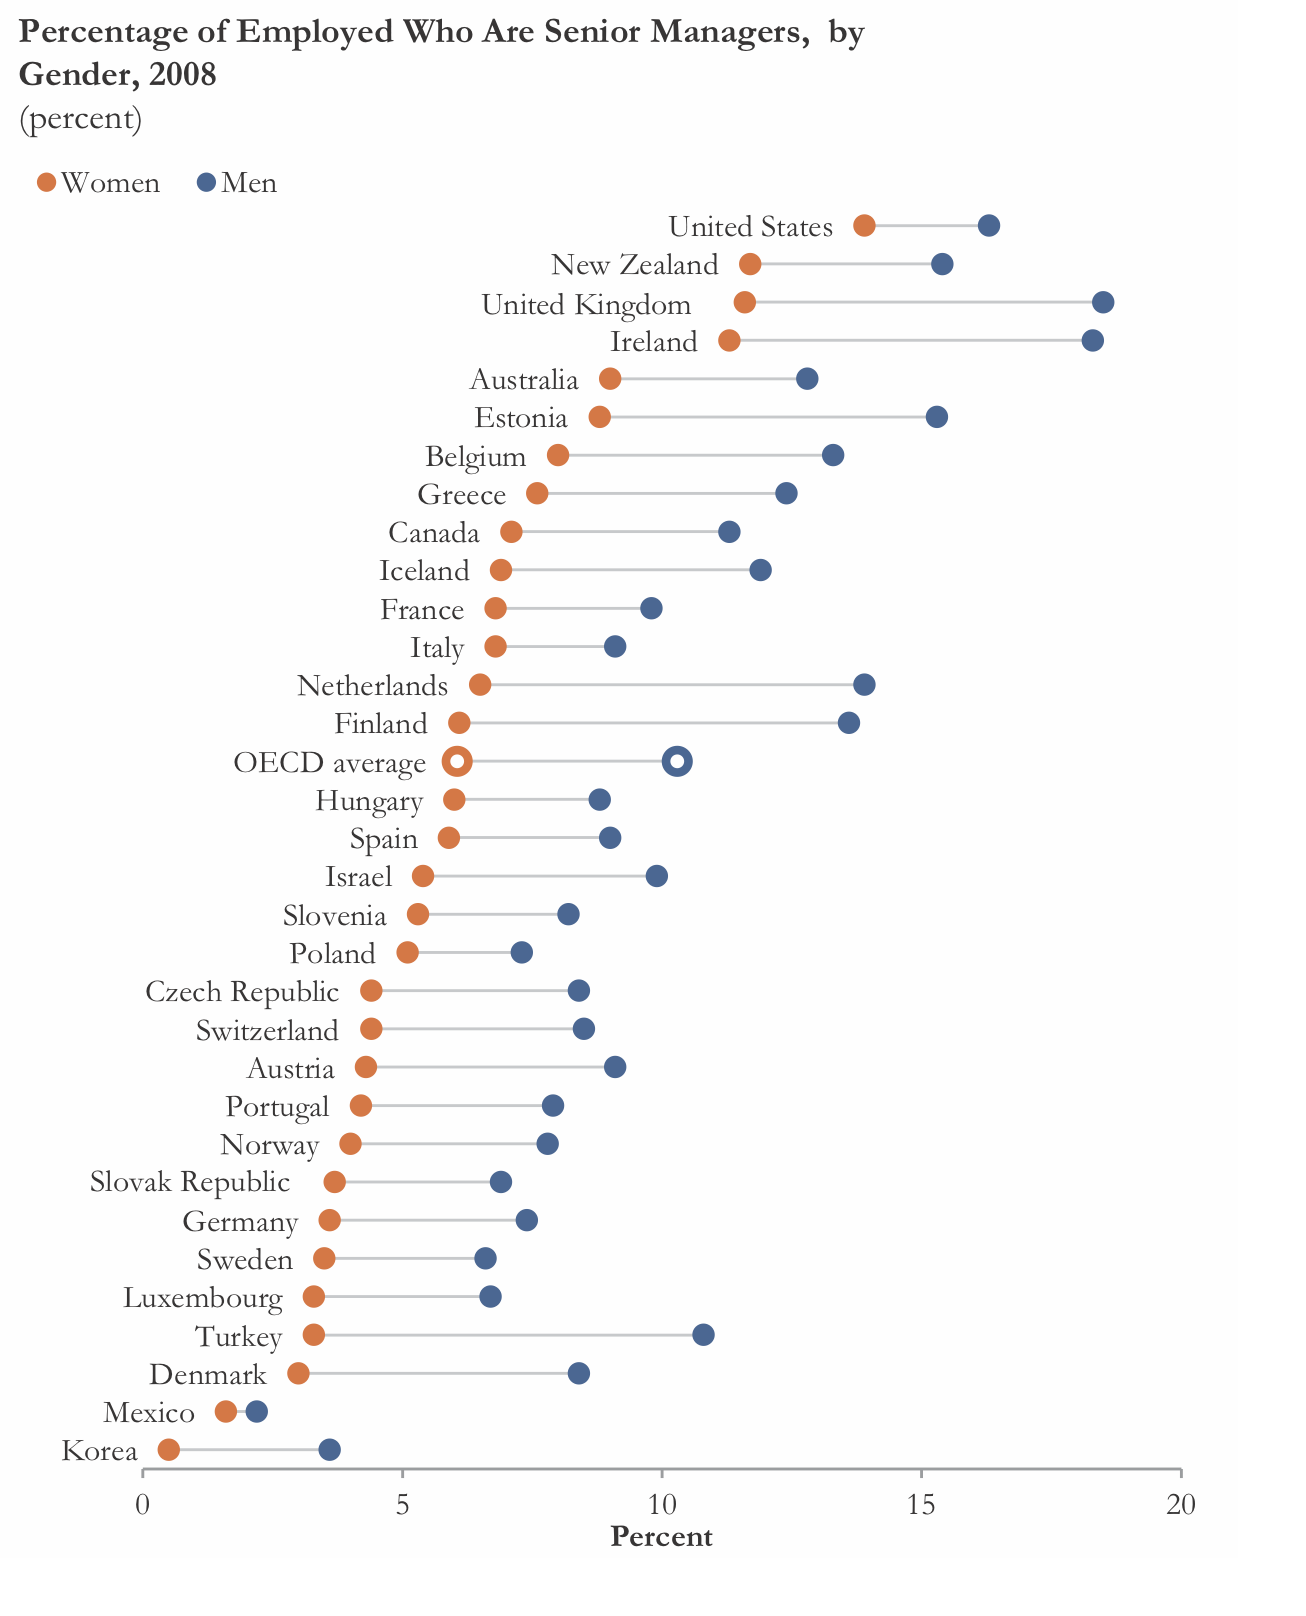 Percentage of Employed Who Are Senior Managers,  by
Gender, 2008
(percent)
Women Men
United States
New Zealand
United Kingdom
Ireland
Australia
Estonia
Belgium
Greece
Canada
Iceland
France
Italy
Netherlands
Finland
OECD average
Hungary
Spain
Israel
Slovenia
Poland
Czech Republic
Switzerland
Austria
Portugal
Norway
Slovak Republic
Germany
Sweden
Luxembourg
Turkey
Denmark
Mexico
Korea
0 5 10 15 20
Percent